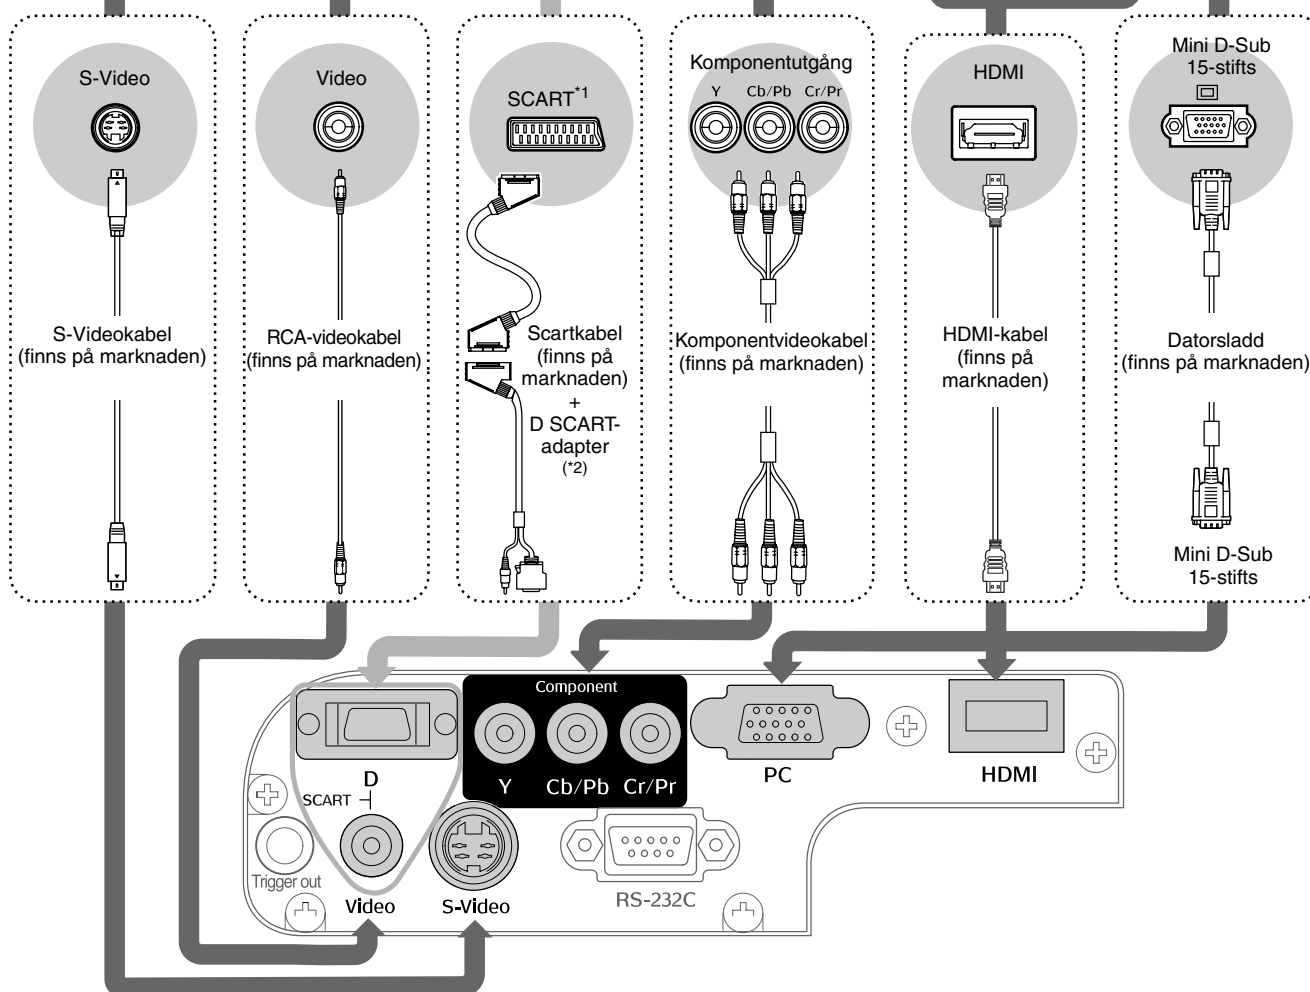 S-Video
S-Videokabel
(finns på marknaden)
Video
RCA-videokabel
(finns på marknaden)
SCART*1
Scartkabel
(finns på
marknaden)
+
D SCART-
adapter
(*2)
Komponentutgång
Y Cb/Pb Cr/Pr
Komponentvideokabel
(finns på marknaden)
HDMI
HDMI-kabel
(finns på
marknaden)
Mini D-Sub
15-stifts
Datorsladd
(finns på marknaden)
Mini D-Sub
15-stifts
Component
Y Cb/Pb Cr/Pr
PC
HDMI
D
SCART
Trigger out
Video
S-Video
RS-232C